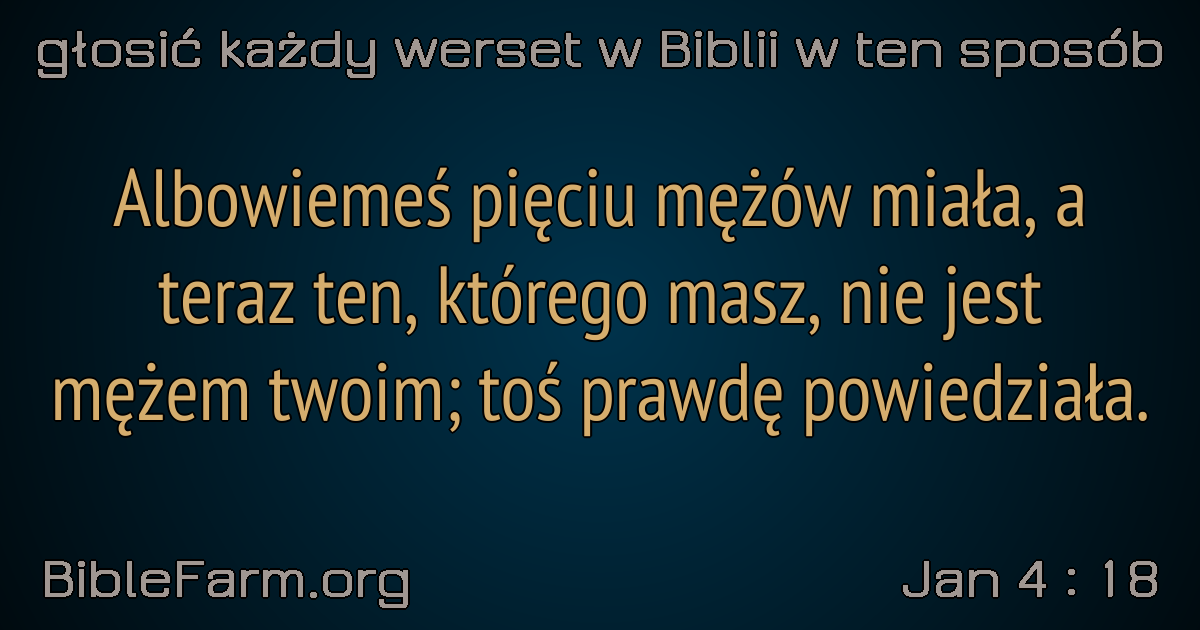 głosić każdy werset w Biblii w ten sposób
Albowiemeś pięciu mężów miała, a
teraz ten, którego masz, nie jest
mężem twoim; toś prawdę powiedziała.
BibleFarm.org
Jan 4 : 18